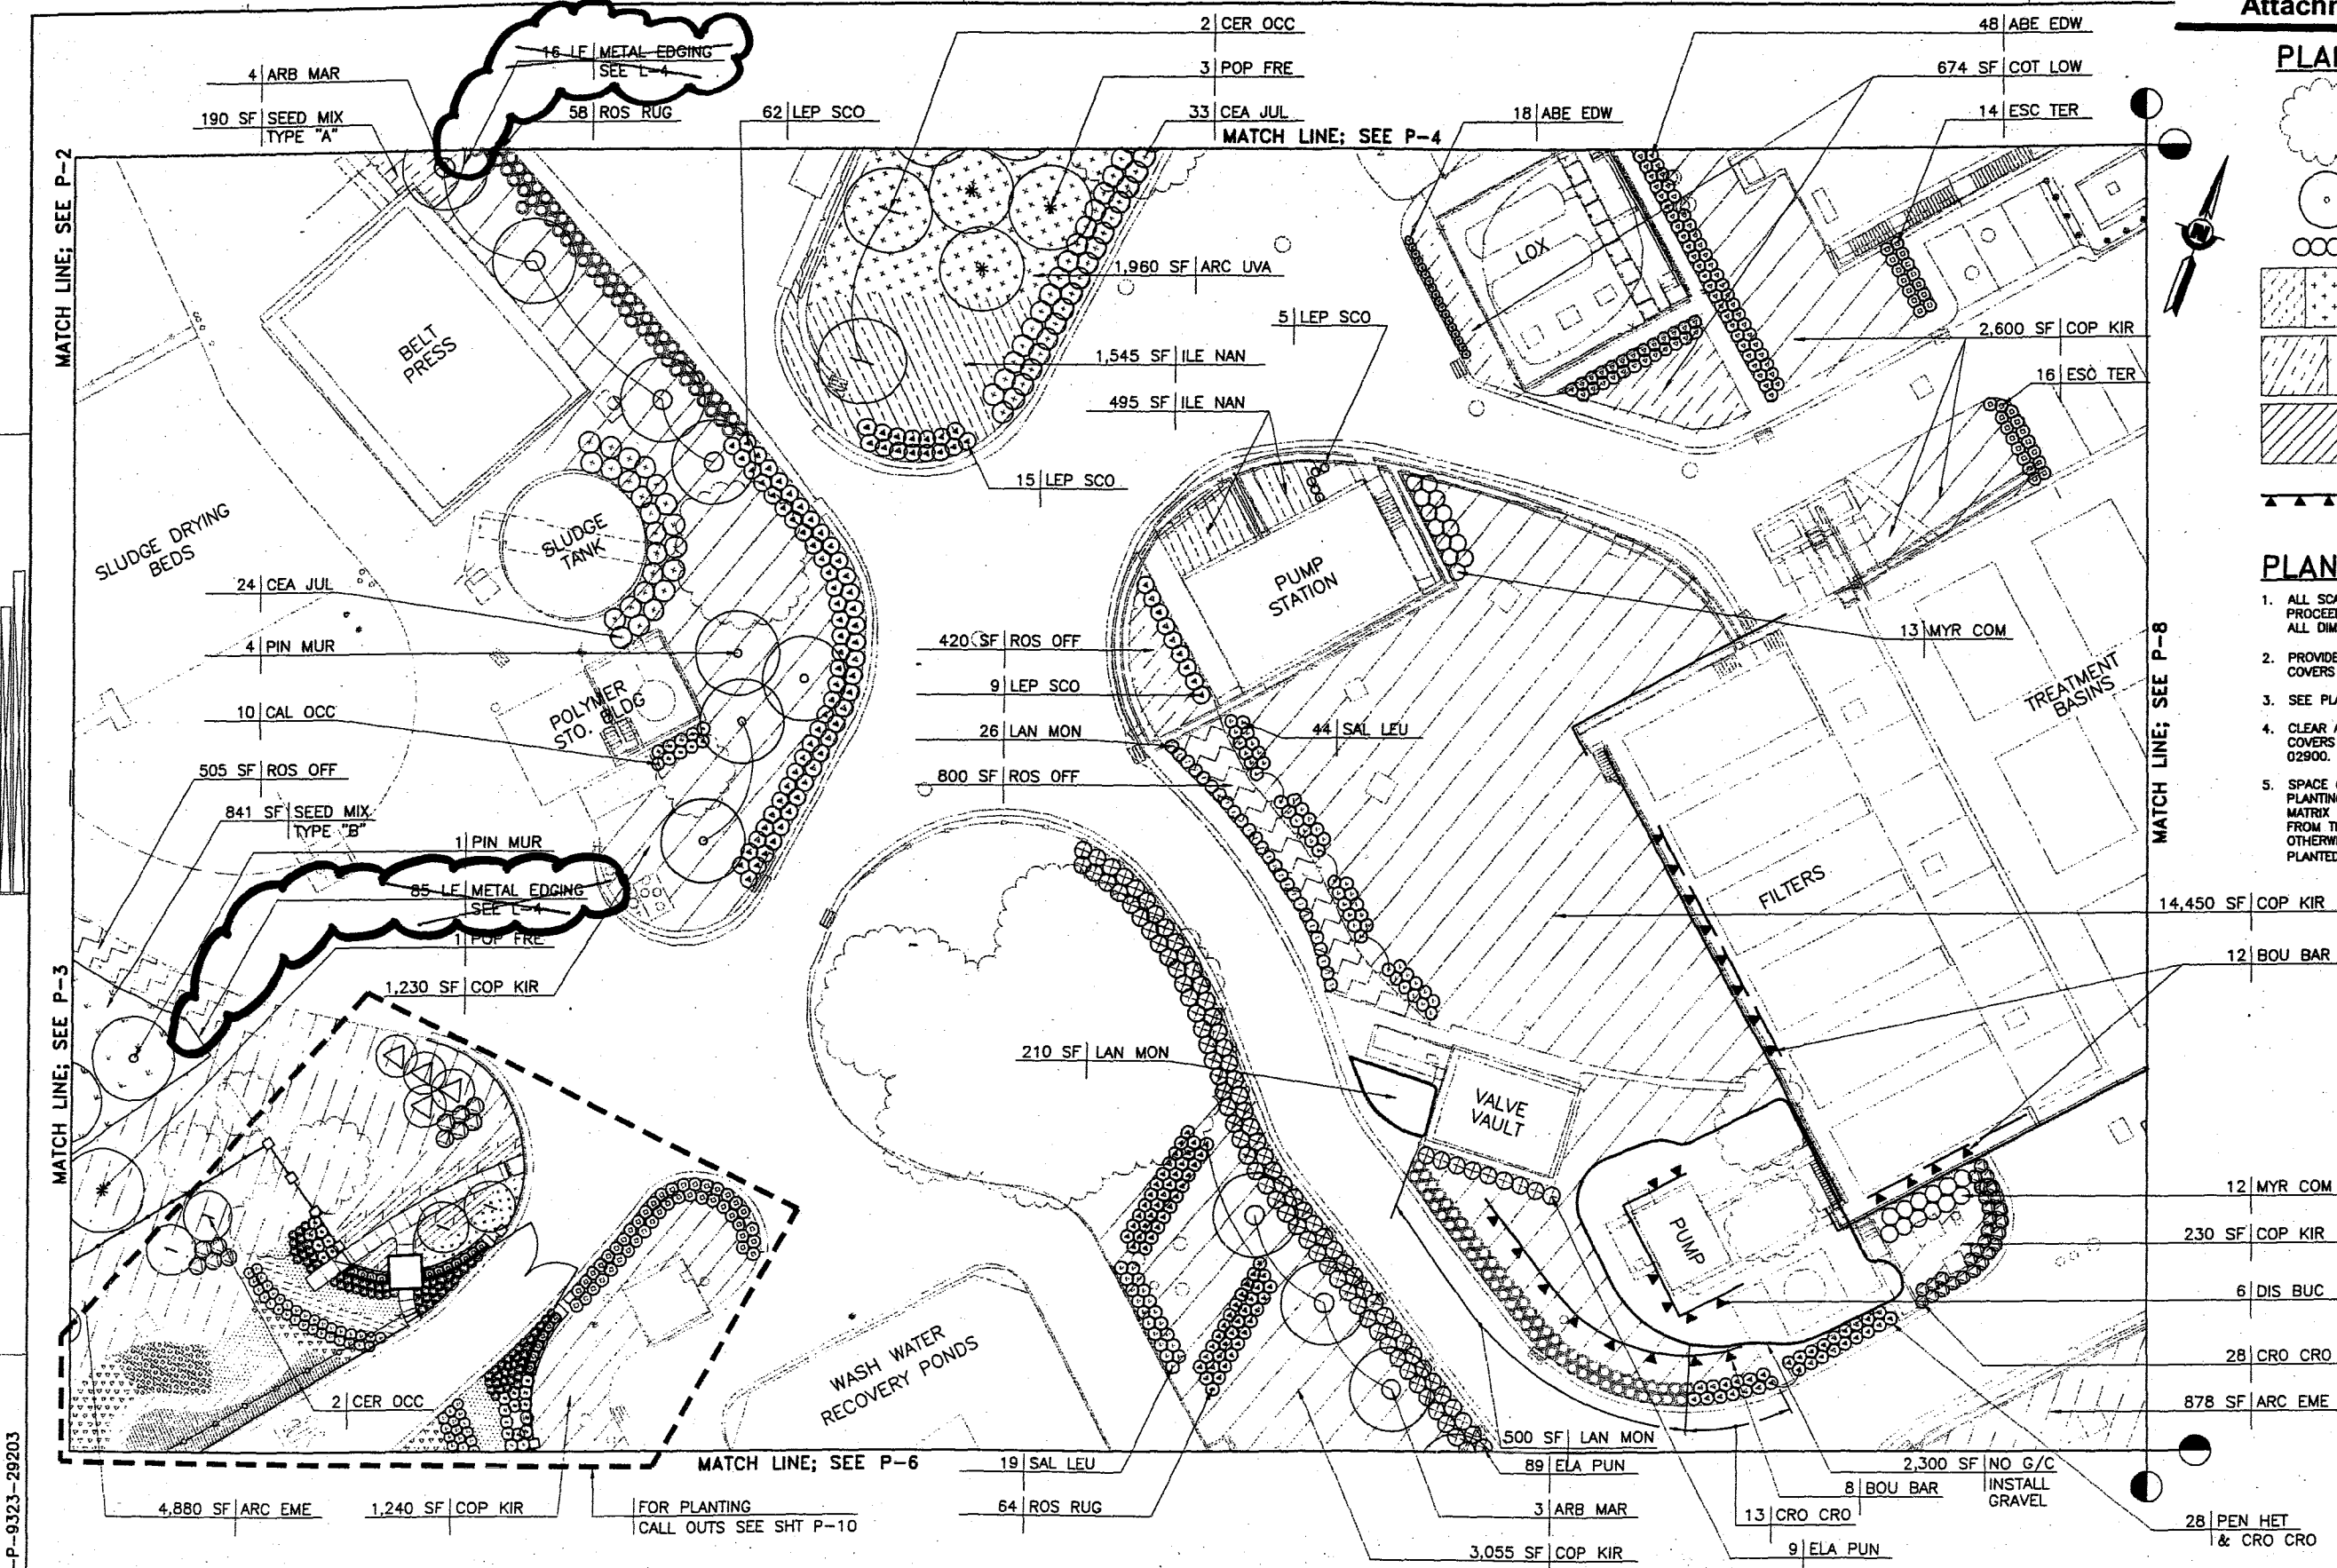 Attachm
2 CER OCC
48 ABE EDW
16 LF METAL EDGING
SEE L-4
4 ARB MAR
3 POP FRE
674 SF COT LOW
PLAN
190 SF SEED MIX
TYPE "A"
58 ROS RUG
62 LEP SCO
33 CEA JUL
18 ABE EDW
14 ESC TER
MATCH LINE; SEE P-4
MATCH LINE; SEE P-2
N
LOX
1,960 SF ARC UVA
BELT
PRESS
5 LEP SCO
2,600 SF COP KIR
1,545 SF ILE NAN
16 ESC TER
495 SF ILE NAN
15 LEP SCO
SLUDGE DRYING
BEDS
SLUDGE
TANK
PUMP
STATION
PLAN
1. ALL SCA
PROCEE
ALL DIM
24 CEA JUL
13 MYR COM
4 PIN MUR
420 SF ROS OFF
2. PROVIDE
COVERS
TREATMENT
BASINS
MATCH LINE; SEE P-8
9 LEP SCO
POLYMER
STO. BLDG
3. SEE PLA
10 CAL OCC
26 LAN MON
44 SAL LEU
4. CLEAR A
COVERS
02900.
505 SF ROS OFF
800 SF ROS OFF
5. SPACE
PLANTING
MATRIX
FROM T
OTHERW
PLANTED
841 SF SEED MIX
TYPE "B"
1 PIN MUR
85 LF METAL EDGING
SEE L-4
FILTERS
14,450 SF COP KIR
1 POP FRE
12 BOU BAR
1,230 SF COP KIR
MATCH LINE; SEE P-3
210 SF LAN MON
VALVE
VAULT
12 MYR COM
PUMP
230 SF COP KIR
6 DIS BUC
WASH WATER
RECOVERY PONDS
28 CRO CRO
2 CER OCC
878 SF ARC EME
500 SF LAN MON
MATCH LINE; SEE P-6
19 SAL LEU
89 ELA PUN
2,300 SF NO G/C
INSTALL
GRAVEL
8 BOU BAR
4,880 SF ARC EME
1,240 SF COP KIR
FOR PLANTING
CALL OUTS SEE SHT P-10
64 ROS RUG
3 ARB MAR
13 CRO CRO
28 PEN HET
& CRO CRO
3,055 SF COP KIR
9 ELA PUN
-P-9323-29203